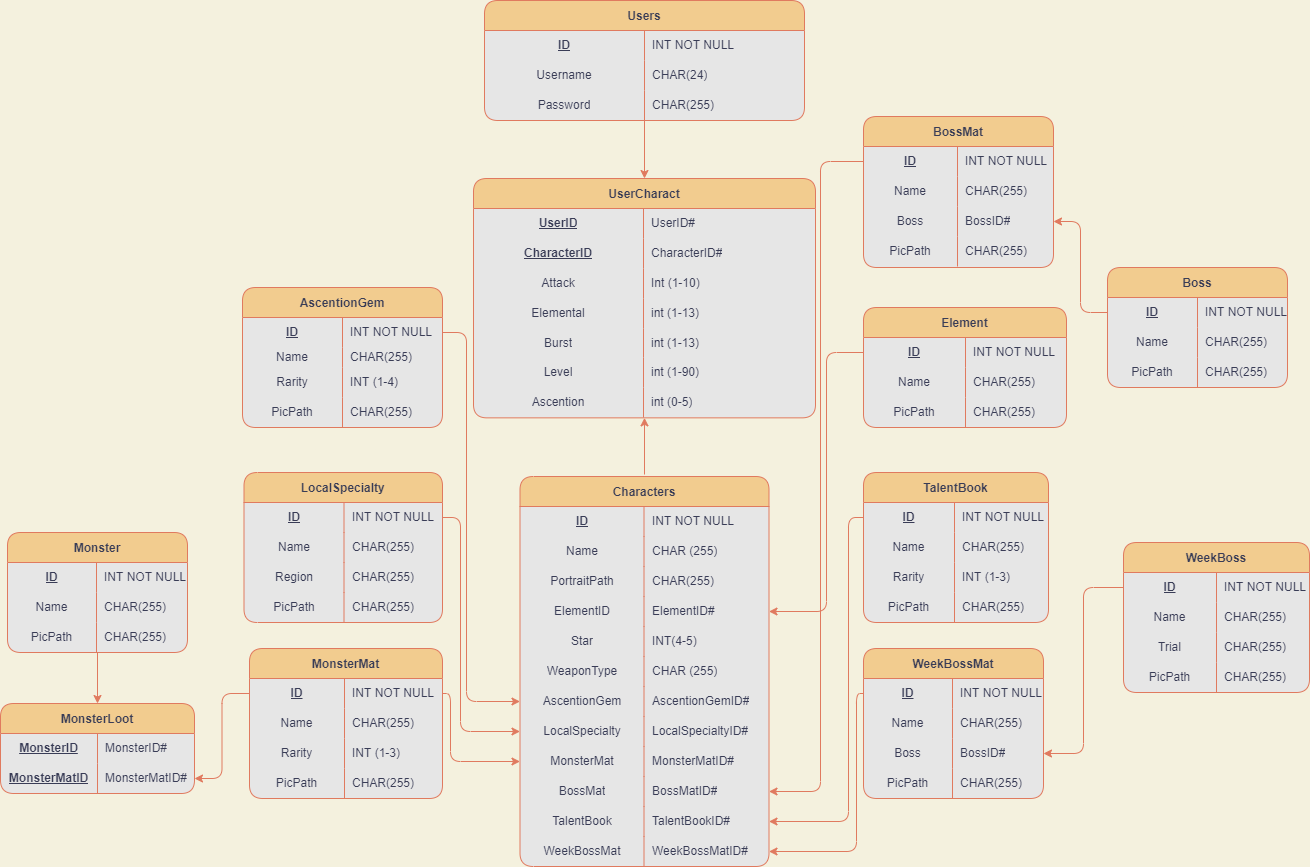 Users
ID INT NOT NULL
Username CHAR(24)
Password CHAR(255)
UserCharact
UserID UserID#
CharacterID CharacterID#
Attack Int (1-10)
Elemental int (1-13)
Burst int (1-13)
Level int (1-90)
Ascention int (0-5)
BossMat
ID INT NOT NULL
Name CHAR(255)
Boss BossID#
PicPath CHAR(255)
Boss
ID INT NOT NULL
Name CHAR(255)
PicPath CHAR(255)
AscentionGem
ID INT NOT NULL
Name CHAR(255)
Rarity INT (1-4)
PicPath CHAR(255)
Element
ID INT NOT NULL
Name CHAR(255)
PicPath CHAR(255)
LocalSpecialty
ID INT NOT NULL
Name CHAR(255)
Region CHAR(255)
PicPath CHAR(255)
Characters
ID INT NOT NULL
Name CHAR (255)
PortraitPath CHAR(255)
ElementID ElementID#
Star INT(4-5)
WeaponType CHAR (255)
AscentionGem AscentionGemID#
LocalSpecialty LocalSpecialtyID#
MonsterMat MonsterMatID#
BossMat BossMatID#
TalentBook TalentBookID#
WeekBossMat WeekBossMatID#
TalentBook
ID INT NOT NULL
Name CHAR(255)
Rarity INT (1-3)
PicPath CHAR(255)
Monster
ID INT NOT NULL
Name CHAR(255)
PicPath CHAR(255)
WeekBoss
ID INT NOT NULL
Name CHAR(255)
Trial CHAR(255)
PicPath CHAR(255)
MonsterMat
ID INT NOT NULL
Name CHAR(255)
Rarity INT (1-3)
PicPath CHAR(255)
WeekBossMat
ID INT NOT NULL
Name CHAR(255)
Boss BossID#
PicPath CHAR(255)
MonsterLoot
MonsterID MonsterID#
MonsterMatID MonsterMatID#